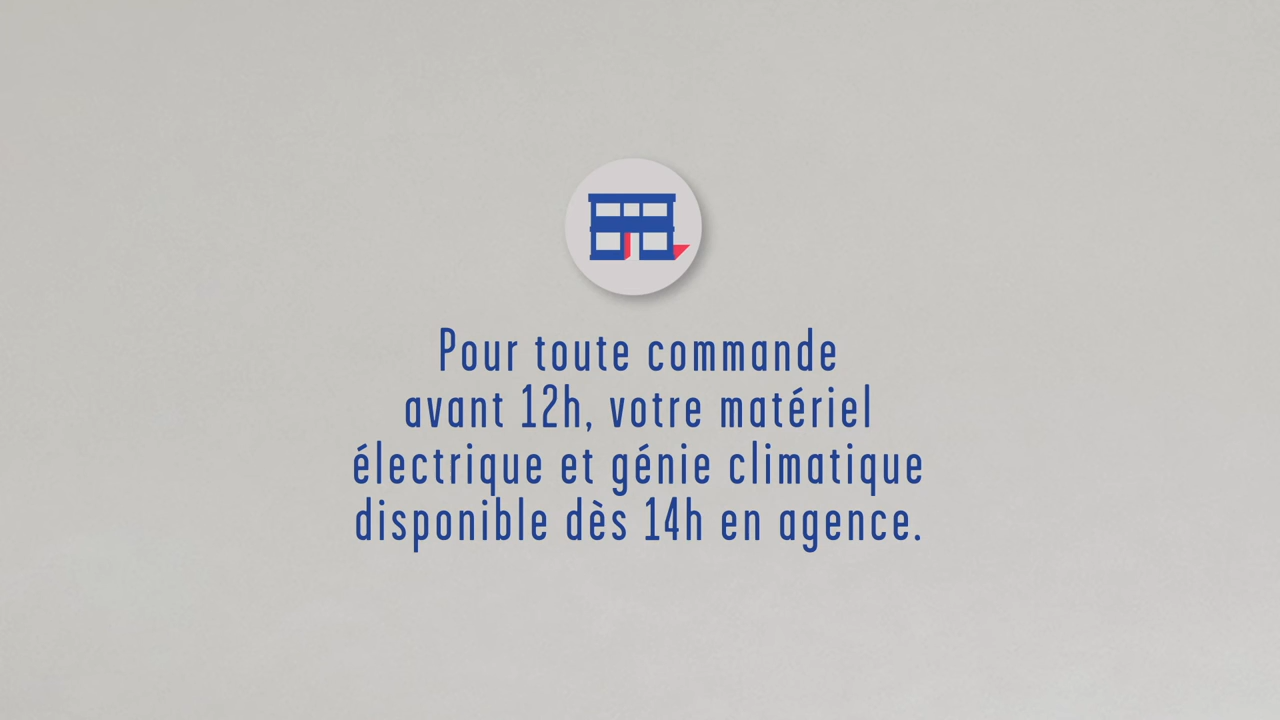 Pour toute commande
avant 12h, votre matériel
électrique et génie climatique
disponible dès 14h en agence.